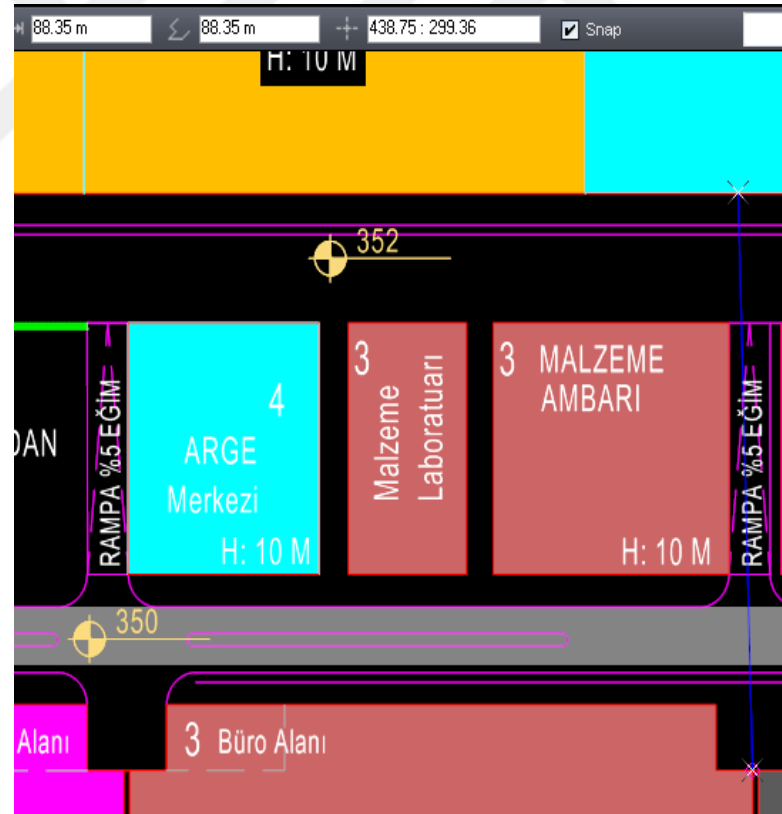 88.35 m
88.35 m
438.75 : 299.36
Snap
H: 10 M
352
DAN
RAMPA %5 EĞİM
4
ARGE
Merkezi
H: 10 M
3
Malzeme
Laboratuarı
3 MALZEME
AMBARI
H: 10 M
RAMPA %5 EĞİM
350
Alanı
3 Büro Alanı